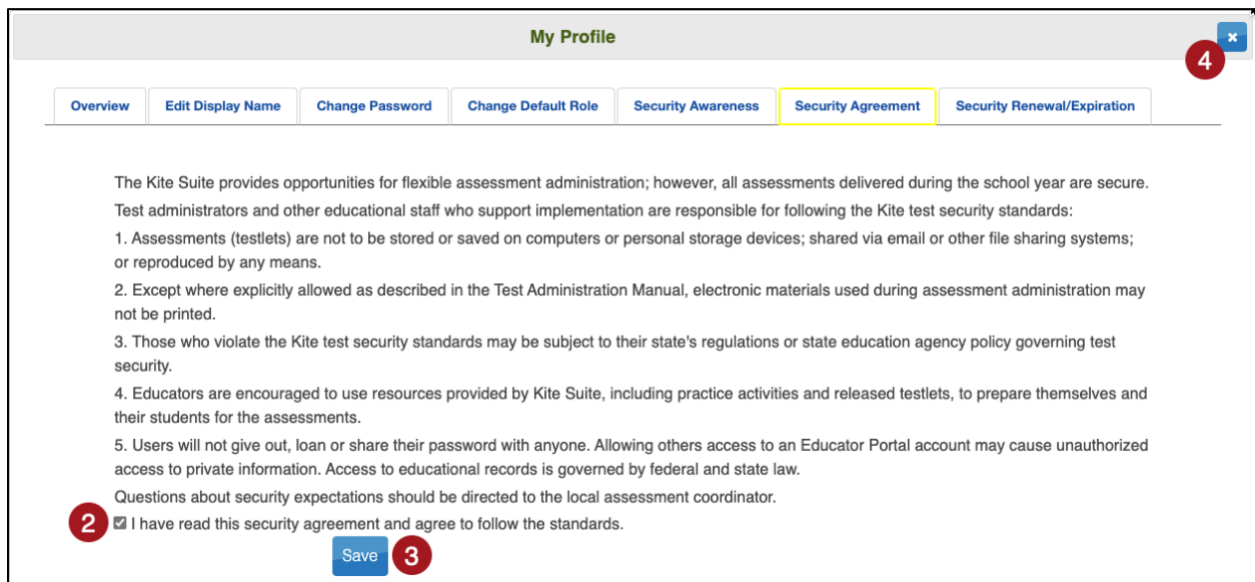 My Profile
4
Overview Edit Display Name Change Password Change Default Role Security Awareness Security Agreement Security Renewal/Expiration
The Kite Suite provides opportunities for flexible assessment administration; however, all assessments delivered during the school year are secure.
Test administrators and other educational staff who support implementation are responsible for following the Kite test security standards:
1. Assessments (testlets) are not to be stored or saved on computers or personal storage devices; shared via email or other file sharing systems;
or reproduced by any means.
2. Except where explicitly allowed as described in the Test Administration Manual, electronic materials used during assessment administration may
not be printed.
3. Those who violate the Kite test security standards may be subject to their state's regulations or state education agency policy governing test
security.
4. Educators are encouraged to use resources provided by Kite Suite, including practice activities and released testlets, to prepare themselves and
their students for the assessments.
5. Users will not give out, loan or share their password with anyone. Allowing others access to an Educator Portal account may cause unauthorized
access to private information. Access to educational records is governed by federal and state law.
Questions about security expectations should be directed to the local assessment coordinator.
2 I have read this security agreement and agree to follow the standards.
Save 3